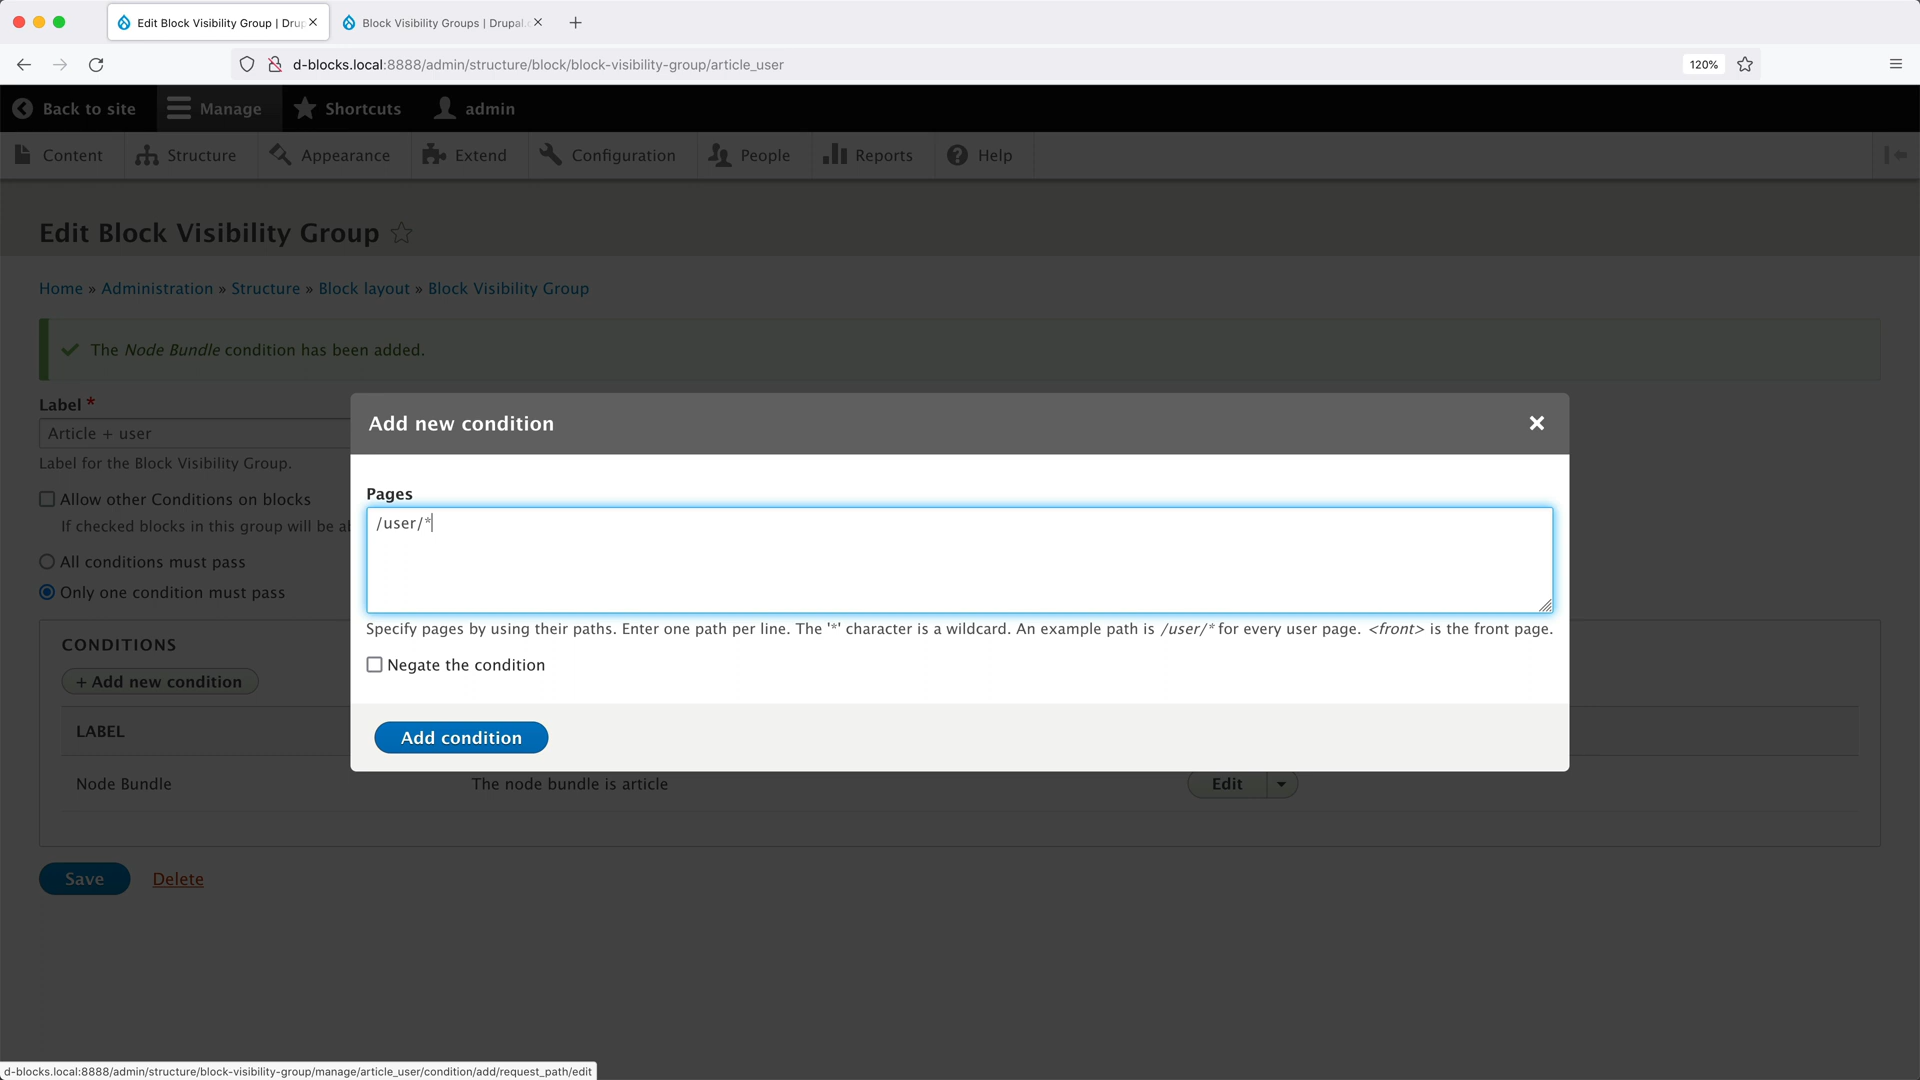 Edit Block Visibility Group | Drup
Block Visibility Groups | Drupal.
d-blocks.local:8888/admin/structure/block/block-visibility-group/article_user
120%
Back to site
Manage
Shortcuts
admin
Content
Structure
Appearance
Extend
Configuration
People
Reports
Help
Edit Block Visibility Group
Home » Administration » Structure » Block layout » Block Visibility Group
The Node Bundle condition has been added.
Label *
Article + user
Label for the Block Visibility Group.
Allow other Conditions on blocks
If checked blocks in this group will be
All conditions must pass
Only one condition must pass
CONDITIONS
+ Add new condition
LABEL
Node Bundle
The node bundle is article
Edit
Save
Delete
Add new condition
Pages
/user/*
Specify pages by using their paths. Enter one path per line. The '*' character is a wildcard. An example path is /user/* for every user page. <front> is the front page.
Negate the condition
Add condition
d-blocks.local:8888/admin/structure/block-visibility-group/manage/article_user/condition/add/request_path/edit